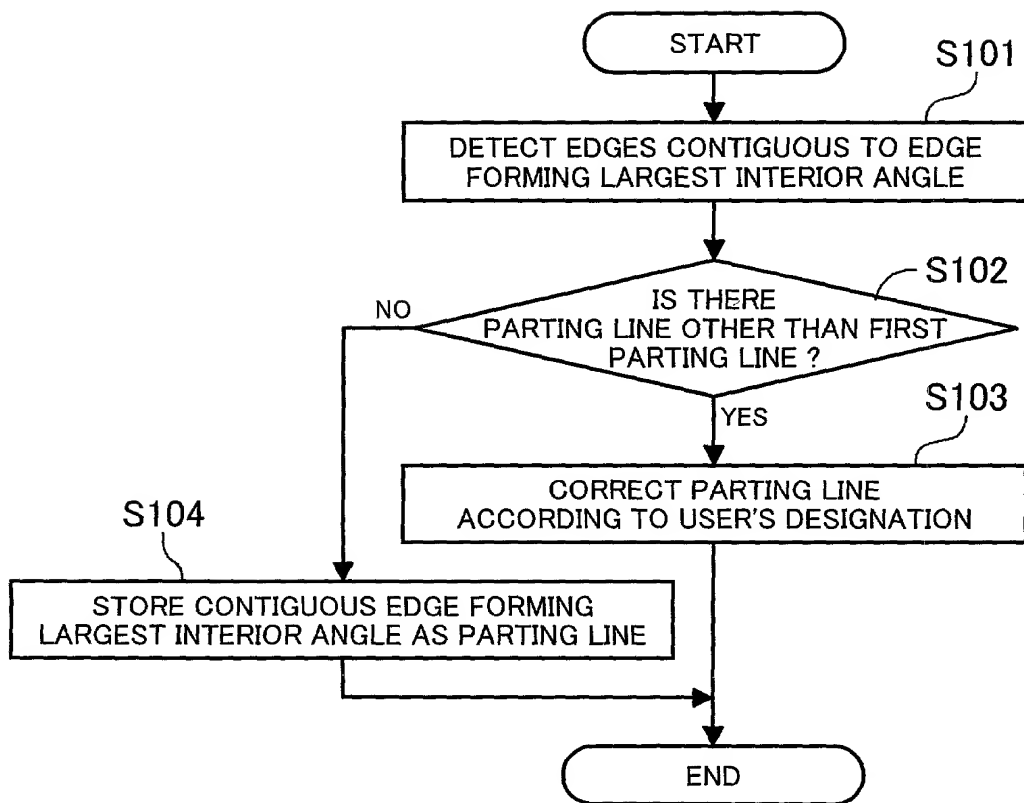 START
S101
DETECT EDGES CONTIGUOUS TO EDGE
FORMING LARGEST INTERIOR ANGLE
S102
NO
IS THERE
PARTING LINE OTHER THAN FIRST
PARTING LINE ?
YES
S103
CORRECT PARTING LINE
ACCORDING TO USER'S DESIGNATION
S104
STORE CONTIGUOUS EDGE FORMING
LARGEST INTERIOR ANGLE AS PARTING LINE
END